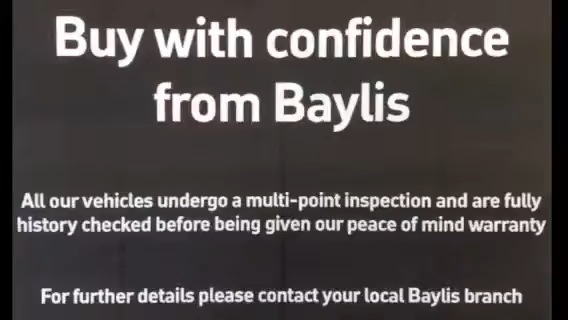 Buy with confidence
from Baylis
All our vehicles undergo a multi-point inspection and are fully
history checked before being given our peace of mind warranty
For further details please contact your local Baylis branch